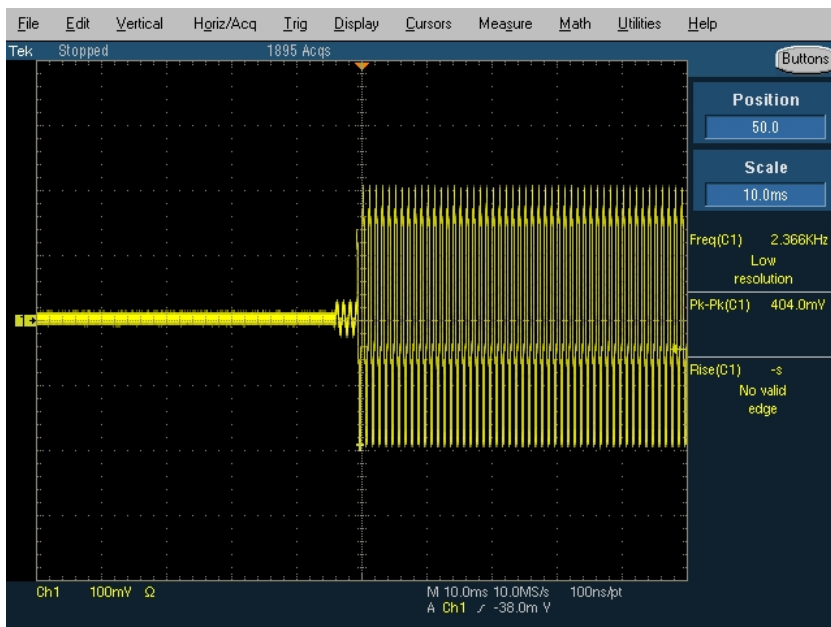 File Edit Vertical Horiz/Acq Trig Display Cursors Measure Math Utilities Help
Tek Stopped 1895 Acqs
Buttons
Position
50.0
Scale
10.0ms
Freq(C1) 2.366KHz
Low
resolution
Pk-Pk(C1) 404.0mV
Rise(C1) -s
No valid
edge
1
Ch1 100mV Ω M 10.0ms 10.0MS/s 100ns/pt
A Ch1 ∕ -38.0m V